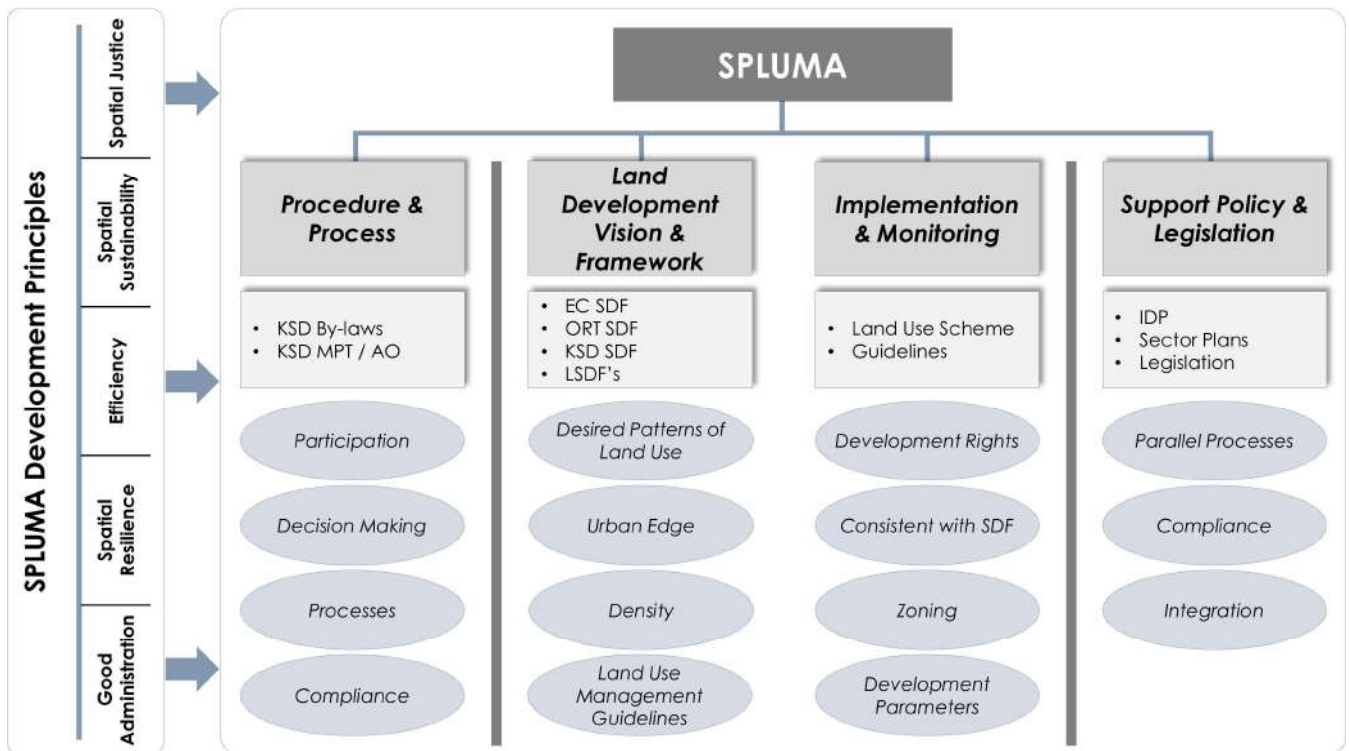 SPLUMA Development Principles
Spatial Justice
Spatial
Sustainability
Efficiency
Spatial
Resilience
Good
Administration
SPLUMA
Procedure &
Process
• KSD By-laws
• KSD MPT / AO
Participation
Decision Making
Processes
Compliance
Land
Development
Vision &
Framework
• EC SDF
• ORT SDF
• KSD SDF
• LSDF's
Desired Patterns of
Land Use
Urban Edge
Density
Land Use
Management
Guidelines
Implementation
& Monitoring
• Land Use Scheme
• Guidelines
Development Rights
Consistent with SDF
Zoning
Development
Parameters
Support Policy &
Legislation
• IDP
• Sector Plans
• Legislation
Parallel Processes
Compliance
Integration